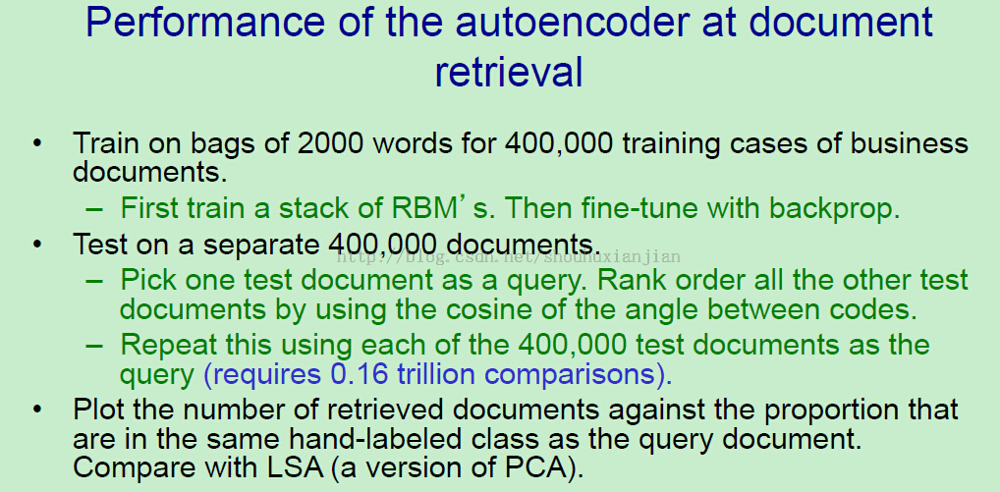 Performance of the autoencoder at document
retrieval
• Train on bags of 2000 words for 400,000 training cases of business
documents.
– First train a stack of RBM's. Then fine-tune with backprop.
• Test on a separate 400,000 documents.
http://blog.csdn.net/shouhuxianjian
– Pick one test document as a query. Rank order all the other test
documents by using the cosine of the angle between codes.
– Repeat this using each of the 400,000 test documents as the
query (requires 0.16 trillion comparisons).
• Plot the number of retrieved documents against the proportion that
are in the same hand-labeled class as the query document.
Compare with LSA (a version of PCA).